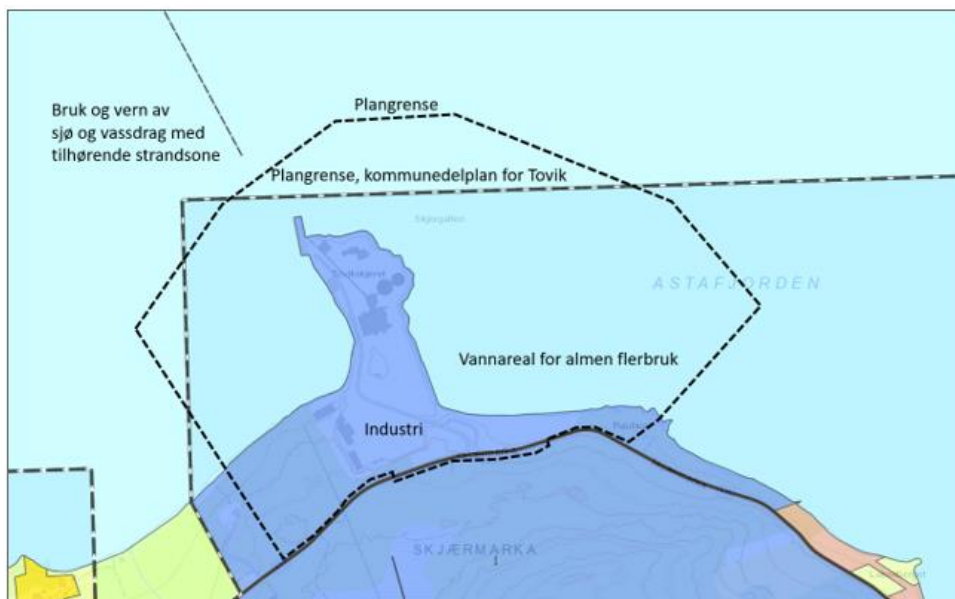 Plangrense
Bruk og vern av
sjø og vassdrag med
tilhørende strandsone
Plangrense, kommunedelplan for Tovik
ASTAFJORDEN
Vannareal for almen flerbruk
Industri
SKJÆRMARKA